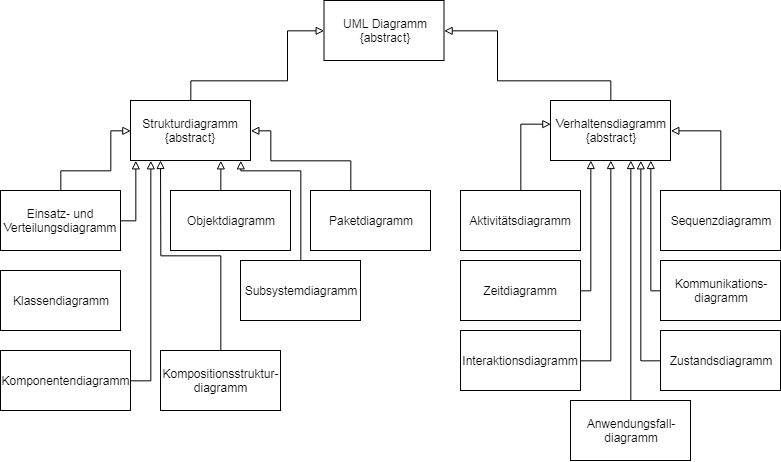 UML Diagramm
{abstract}
Strukturdiagramm
{abstract}
Verhaltensdiagramm
{abstract}
Einsatz- und
Verteilungsdiagramm
Objektdiagramm
Paketdiagramm
Aktivitätsdiagramm
Sequenzdiagramm
Klassendiagramm
Subsystemdiagramm
Zeitdiagramm
Kommunikations-
diagramm
Komponentendiagramm
Kompositionsstruktur-
diagramm
Interaktionsdiagramm
Zustandsdiagramm
Anwendungsfall-
diagramm